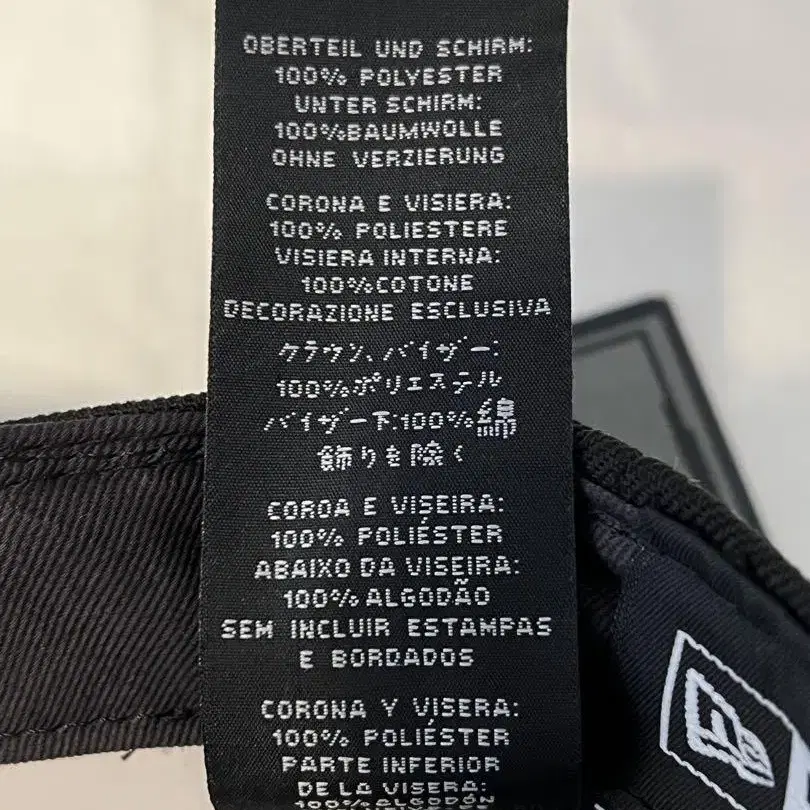 OBERTEIL UND SCHIRM:
100% POLYESTER
UNTER SCHIRM:
100%BAUMWOLLE
OHNE VERZIERUNG
CORONA E VISIERA:
100% POLIESTERE
VISIERA INTERNA:
100%COTONE
DECORAZIONE ESCLUSIVA
クラウン、バイザー:
100%ポリエステル
バイザー下:100%綿
飾りを除く
COROA E VISEIRA:
100% POLIÉSTER
ABAIXO DA VISEIRA:
100%ALGODÃO
SEM INCLUIR ESTAMPAS
E BORDADOS
CORONA Y VISERA:
100% POLIÉSTER
PARTE INFERIOR
DE LA VISERA:
100%ALGODÓN